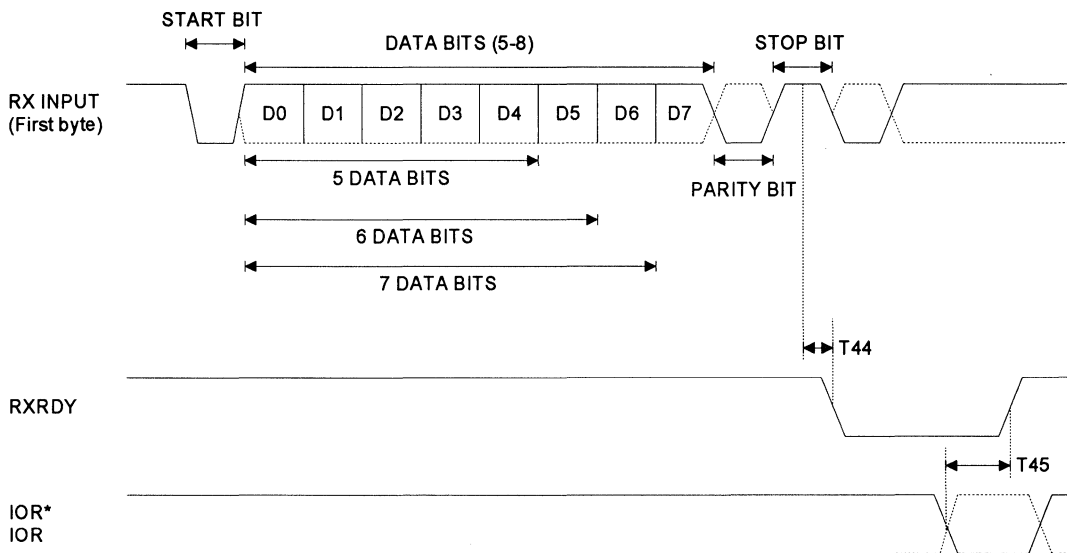 START BIT
DATA BITS (5-8)
STOP BIT
RX INPUT
(First byte)
D0 D1 D2 D3 D4 D5 D6 D7
5 DATA BITS
PARITY BIT
6 DATA BITS
7 DATA BITS
T44
RXRDY
T45
IOR*
IOR